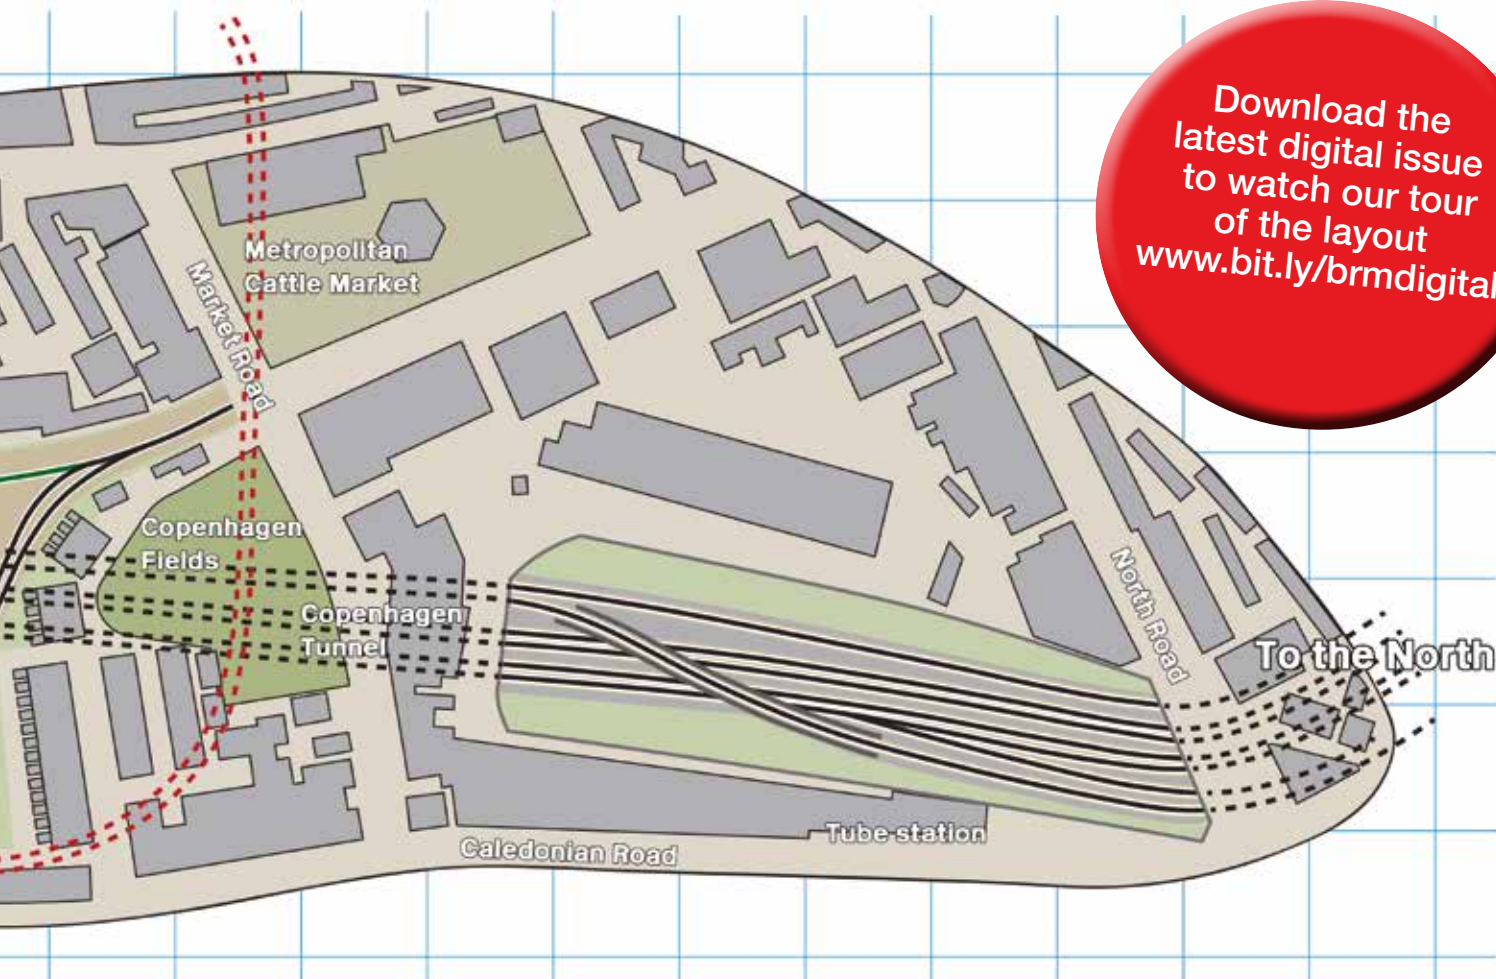 Download the
latest digital issue
to watch our tour
of the layout
www.bit.ly/brmdigital
Metropolitan
Cattle Market
Market Road
Copenhagen
Fields
Copenhagen
Tunnel
North Road
To the North
Tube station
Caledonian Road